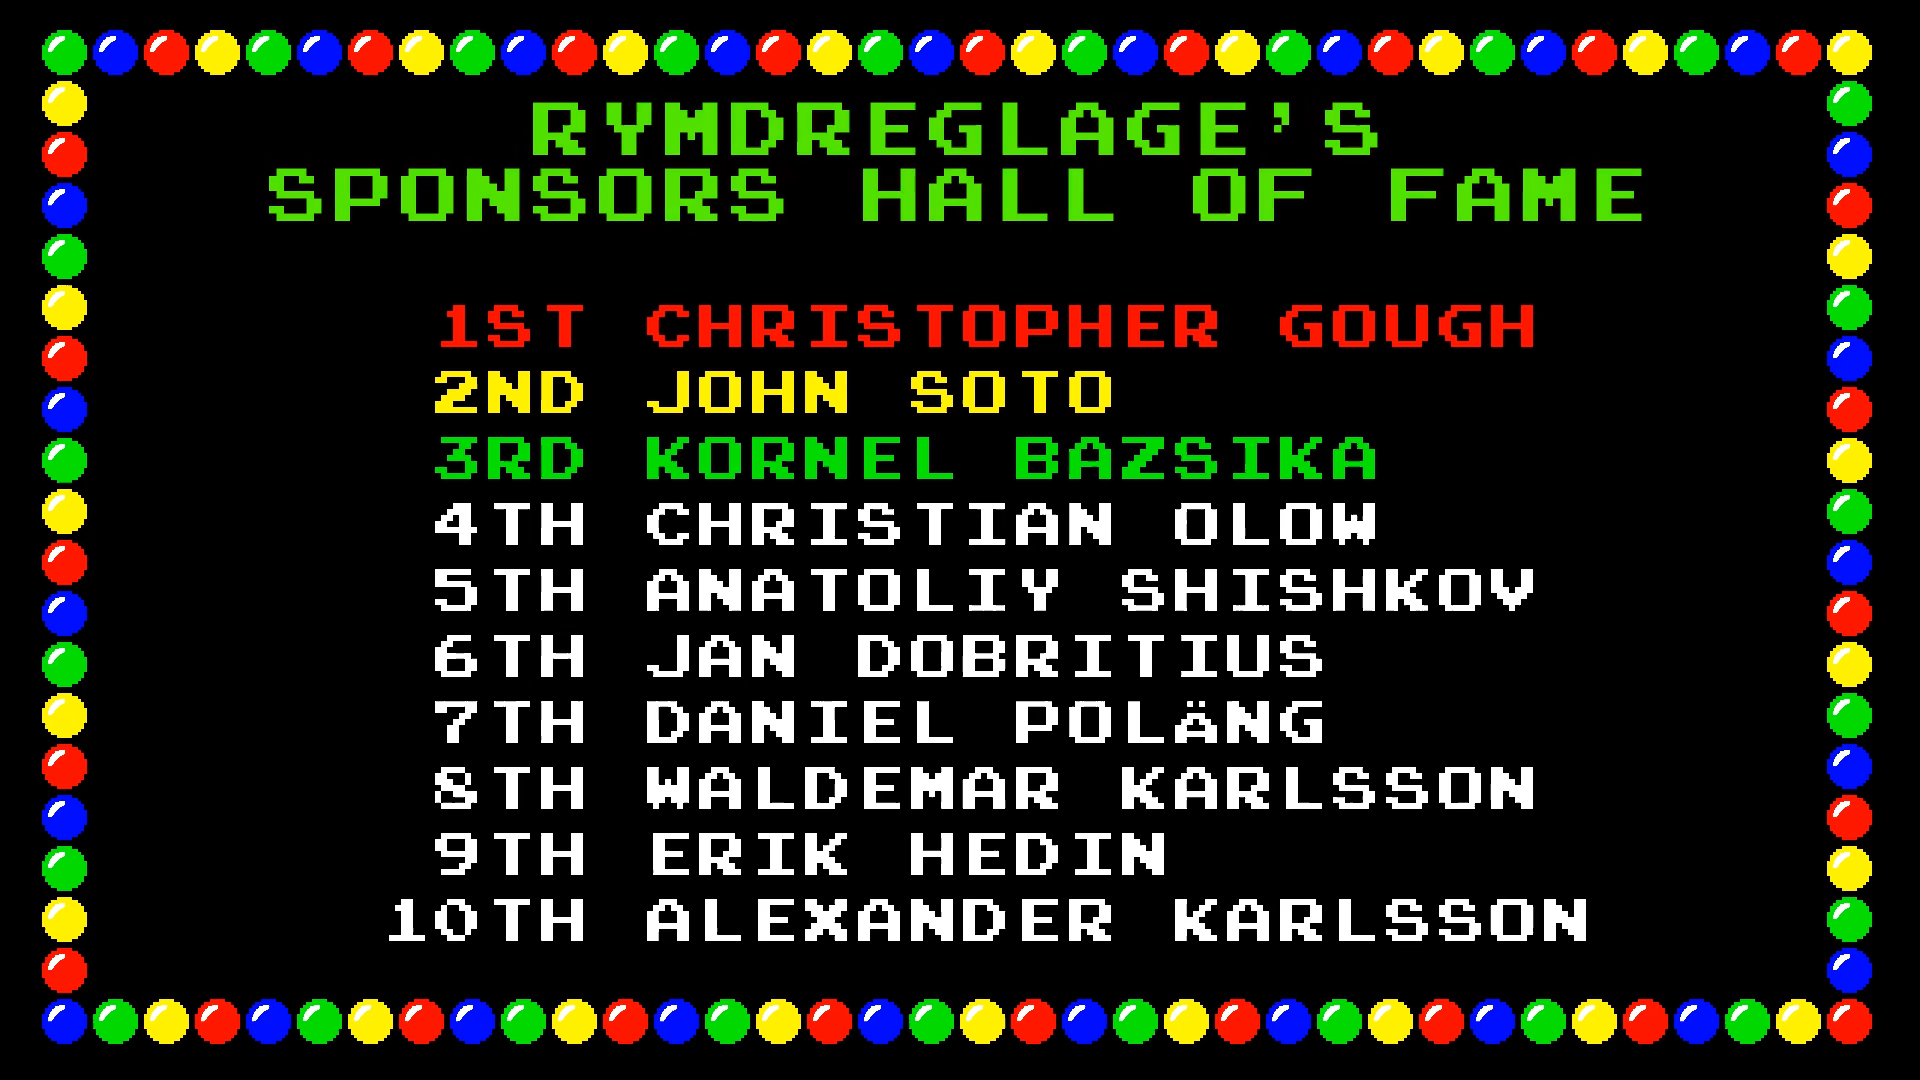 RYMDREGLAGE'S
SPONSORS HALL OF FAME
1ST CHRISTOPHER GOUGH
2ND JOHN SOTO
3RD KORNEL BAZSIKA
4TH CHRISTIAN OLOW
5TH ANATOLIY SHISHKOV
6TH JAN DOBRITIUS
7TH DANIEL POLÄNG
8TH WALDEMAR KARLSSON
9TH ERIK HEDIN
10TH ALEXANDER KARLSSON